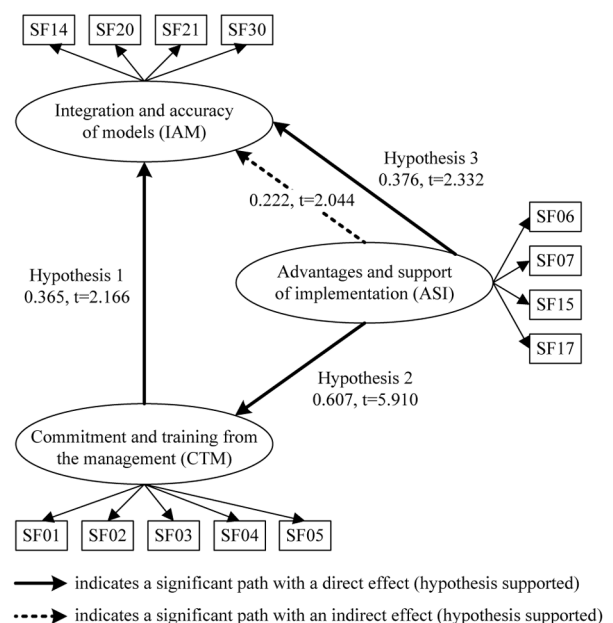 SF14 SF20 SF21 SF30
Integration and accuracy
of models (IAM)
Hypothesis 3
0.376, t=2.332
0.222, t=2.044
SF06
SF07
SF15
SF17
Advantages and support
of implementation (ASI)
Hypothesis 1
0.365, t=2.166
Hypothesis 2
0.607, t=5.910
Commitment and training from
the management (CTM)
SF01 SF02 SF03 SF04 SF05
indicates a significant path with a direct effect (hypothesis supported)
indicates a significant path with an indirect effect (hypothesis supported)